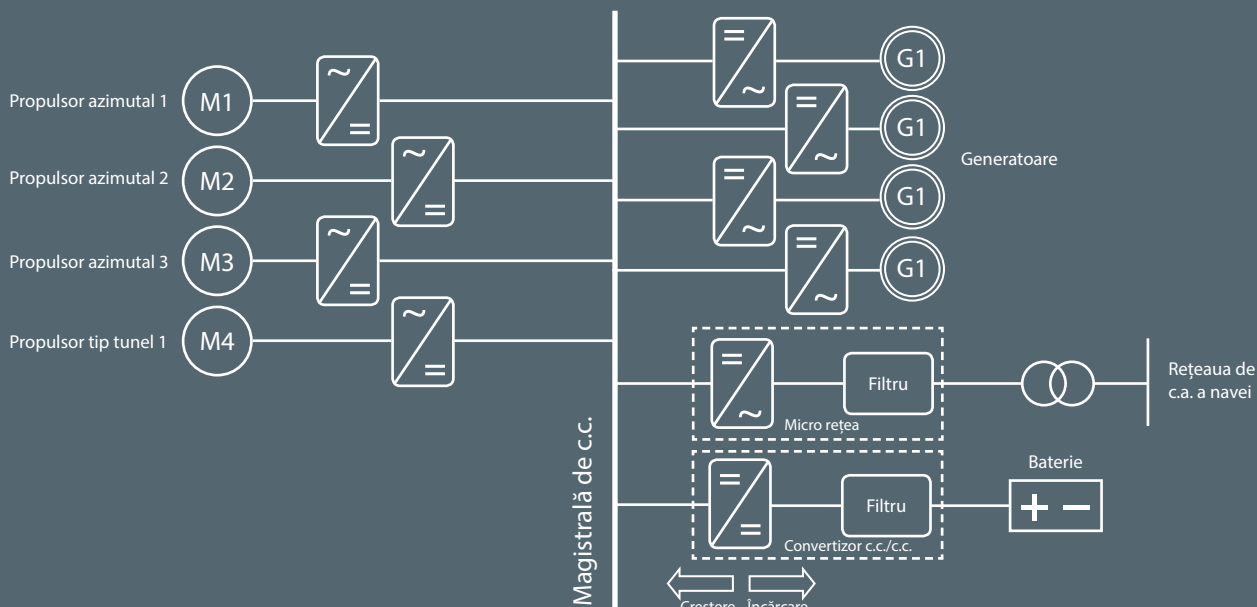 Propulsor azimutal 1
M1
Propulsor azimutal 2
M2
Propulsor azimutal 3
M3
Propulsor tip tunel 1
M4
Magistrală de c.c.
G1
G1
G1
G1
Generatoare
Filtru
Micro rețea
Rețeaua de
c.a. a navei
Baterie
Filtru
Convertizor c.c./c.c.
Creștere
Încărcare